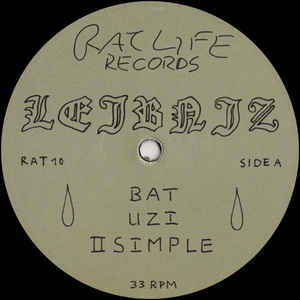 RAT LIFE
RECORDS
LEIBNIZ
RAT 10
SIDE A
BAT
UZI
II SIMPLE
33 RPM